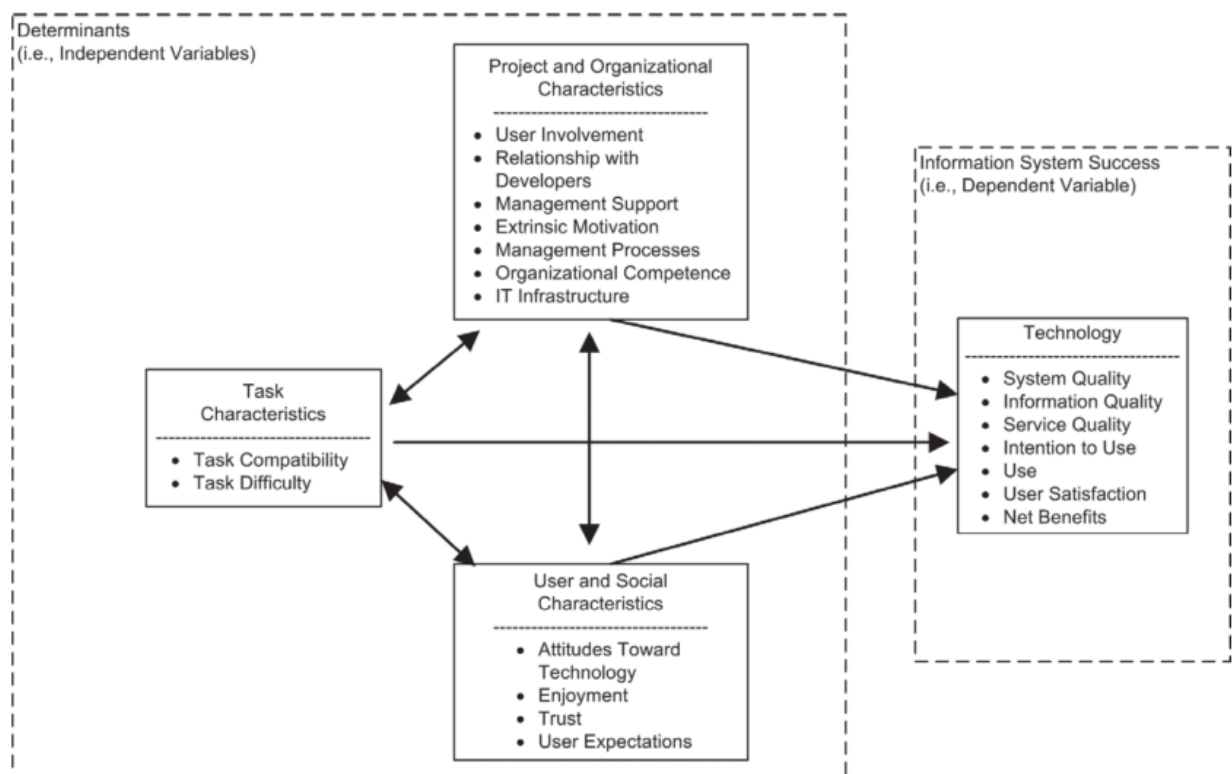 Determinants
(i.e., Independent Variables)
Project and Organizational
Characteristics
----------------------------------
• User Involvement
• Relationship with
Developers
• Management Support
• Extrinsic Motivation
• Management Processes
• Organizational Competence
• IT Infrastructure
Task
Characteristics
----------------------------------
• Task Compatibility
• Task Difficulty
User and Social
Characteristics
----------------------------------
• Attitudes Toward
Technology
• Enjoyment
• Trust
• User Expectations
Information System Success
(i.e., Dependent Variable)
Technology
----------------------------------
• System Quality
• Information Quality
• Service Quality
• Intention to Use
• Use
• User Satisfaction
• Net Benefits